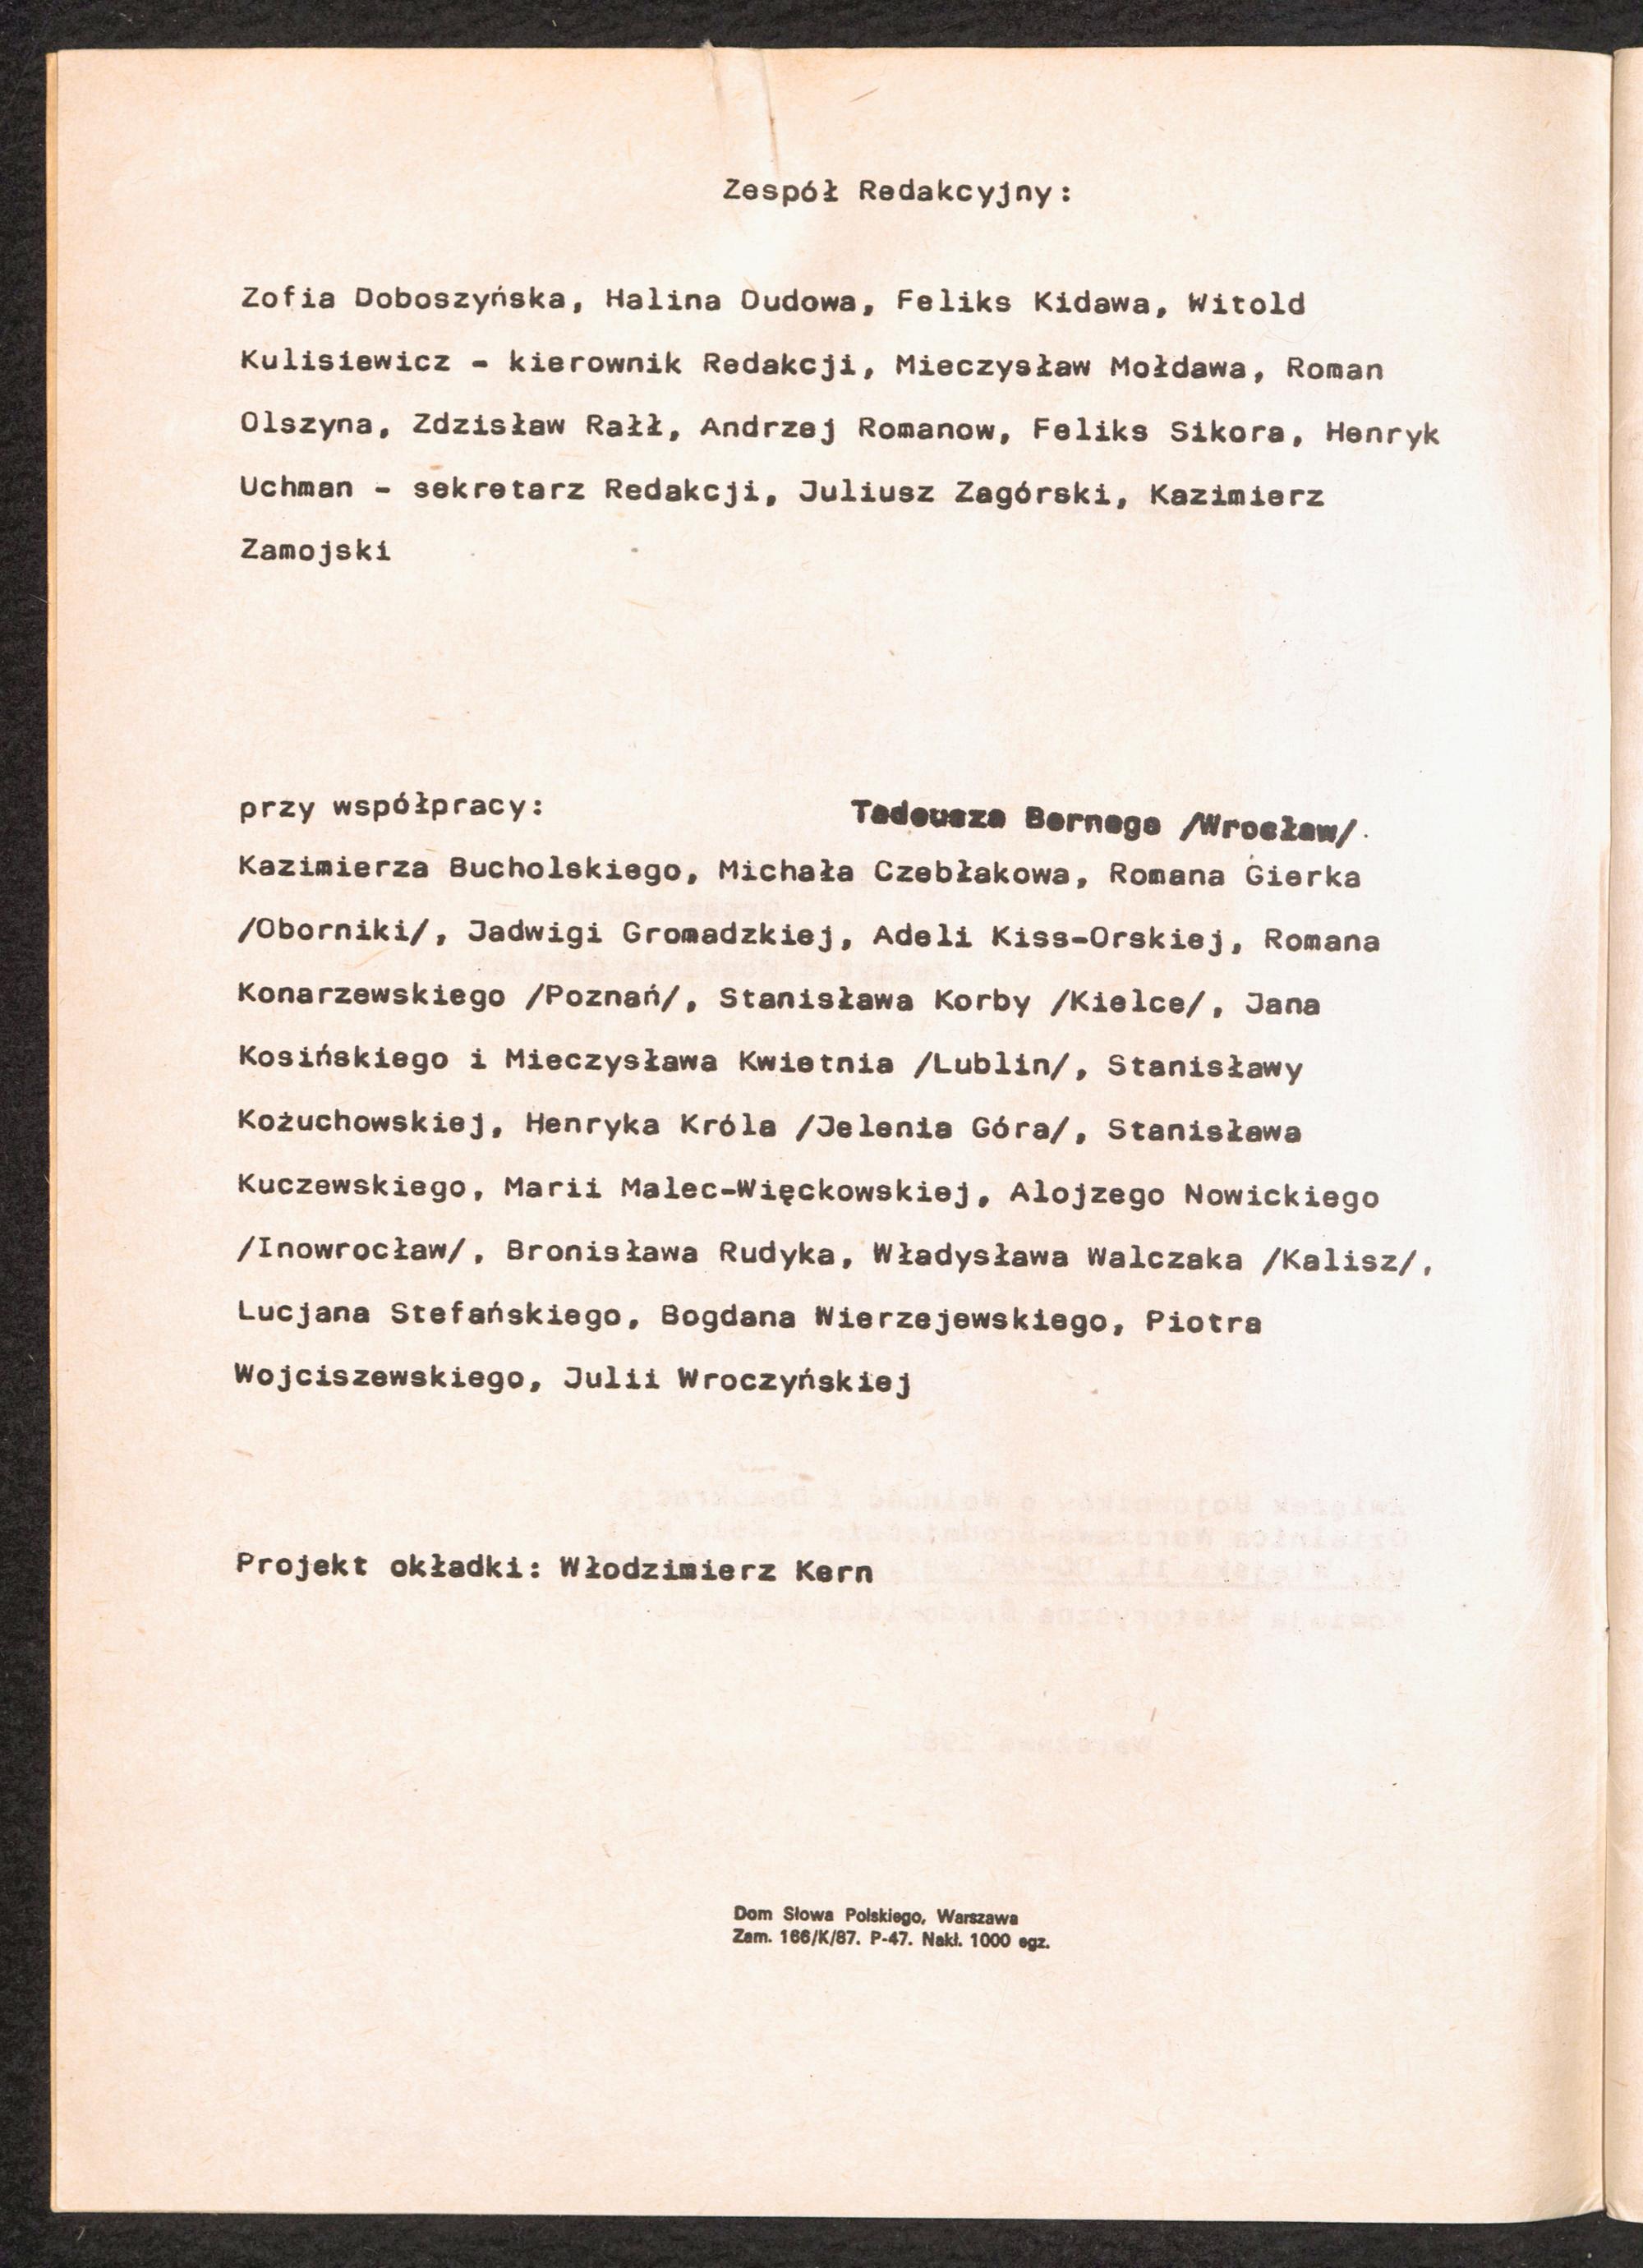 Zespół Redakcyjny:
Zofia Doboszyńska, Halina Dudowa, Feliks Kidawa, Witold
Kulisiewicz - kierownik Redakcji, Mieczysław Mołdawa, Roman
Olszyna, Zdzisław Rałł, Andrzej Romanow, Feliks Sikora, Henryk
Uchman - sekretarz Redakcji, Juliusz Zagórski, Kazimierz
Zamojski
przy współpracy: Tadeusza Bernego /Wrocław/.
Kazimierza Bucholskiego, Michała Czebłakowa, Romana Gierka
/Oborniki/, Jadwigi Gromadzkiej, Adeli Kiss-Orskiej, Romana
Konarzewskiego /Poznań/, Stanisława Korby /Kielce/, Jana
Kosińskiego i Mieczysława Kwietnia /Lublin/, Stanisławy
Kożuchowskiej, Henryka Króla /Jelenia Góra/, Stanisława
Kuczewskiego, Marii Malec-Więckowskiej, Alojzego Nowickiego
/Inowrocław/, Bronisława Rudyka, Władysława Walczaka /Kalisz/,
Lucjana Stefańskiego, Bogdana Wierzejewskiego, Piotra
Wojciszewskiego, Julii Wroczyńskiej
Projekt okładki: Włodzimierz Kern
Dom Słowa Polskiego, Warszawa
Zam. 166/K/87. P-47. Nakł. 1000 egz.